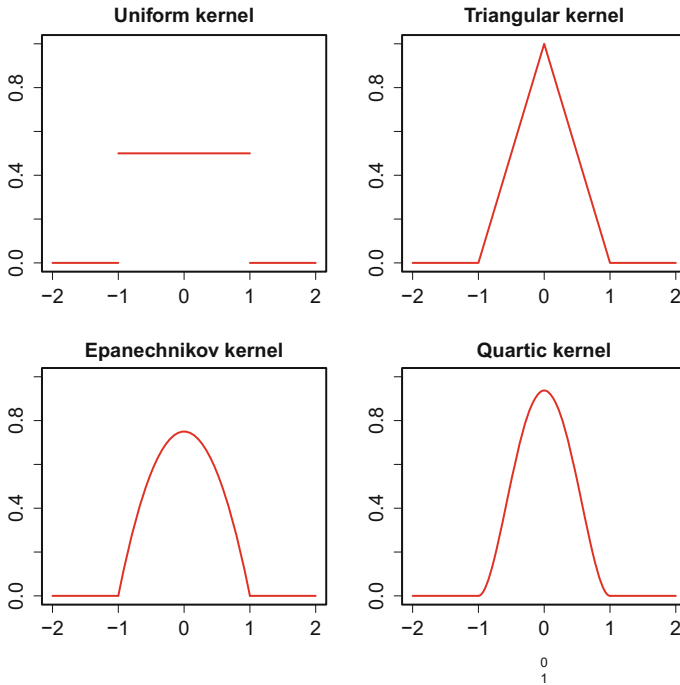 Uniform kernel
0.0 0.4 0.8
−2 −1 0 1 2
Triangular kernel
0.0 0.4 0.8
−2 −1 0 1 2
Epanechnikov kernel
0.0 0.4 0.8
−2 −1 0 1 2
Quartic kernel
0.0 0.4 0.8
−2 −1 0 1 2
0
1